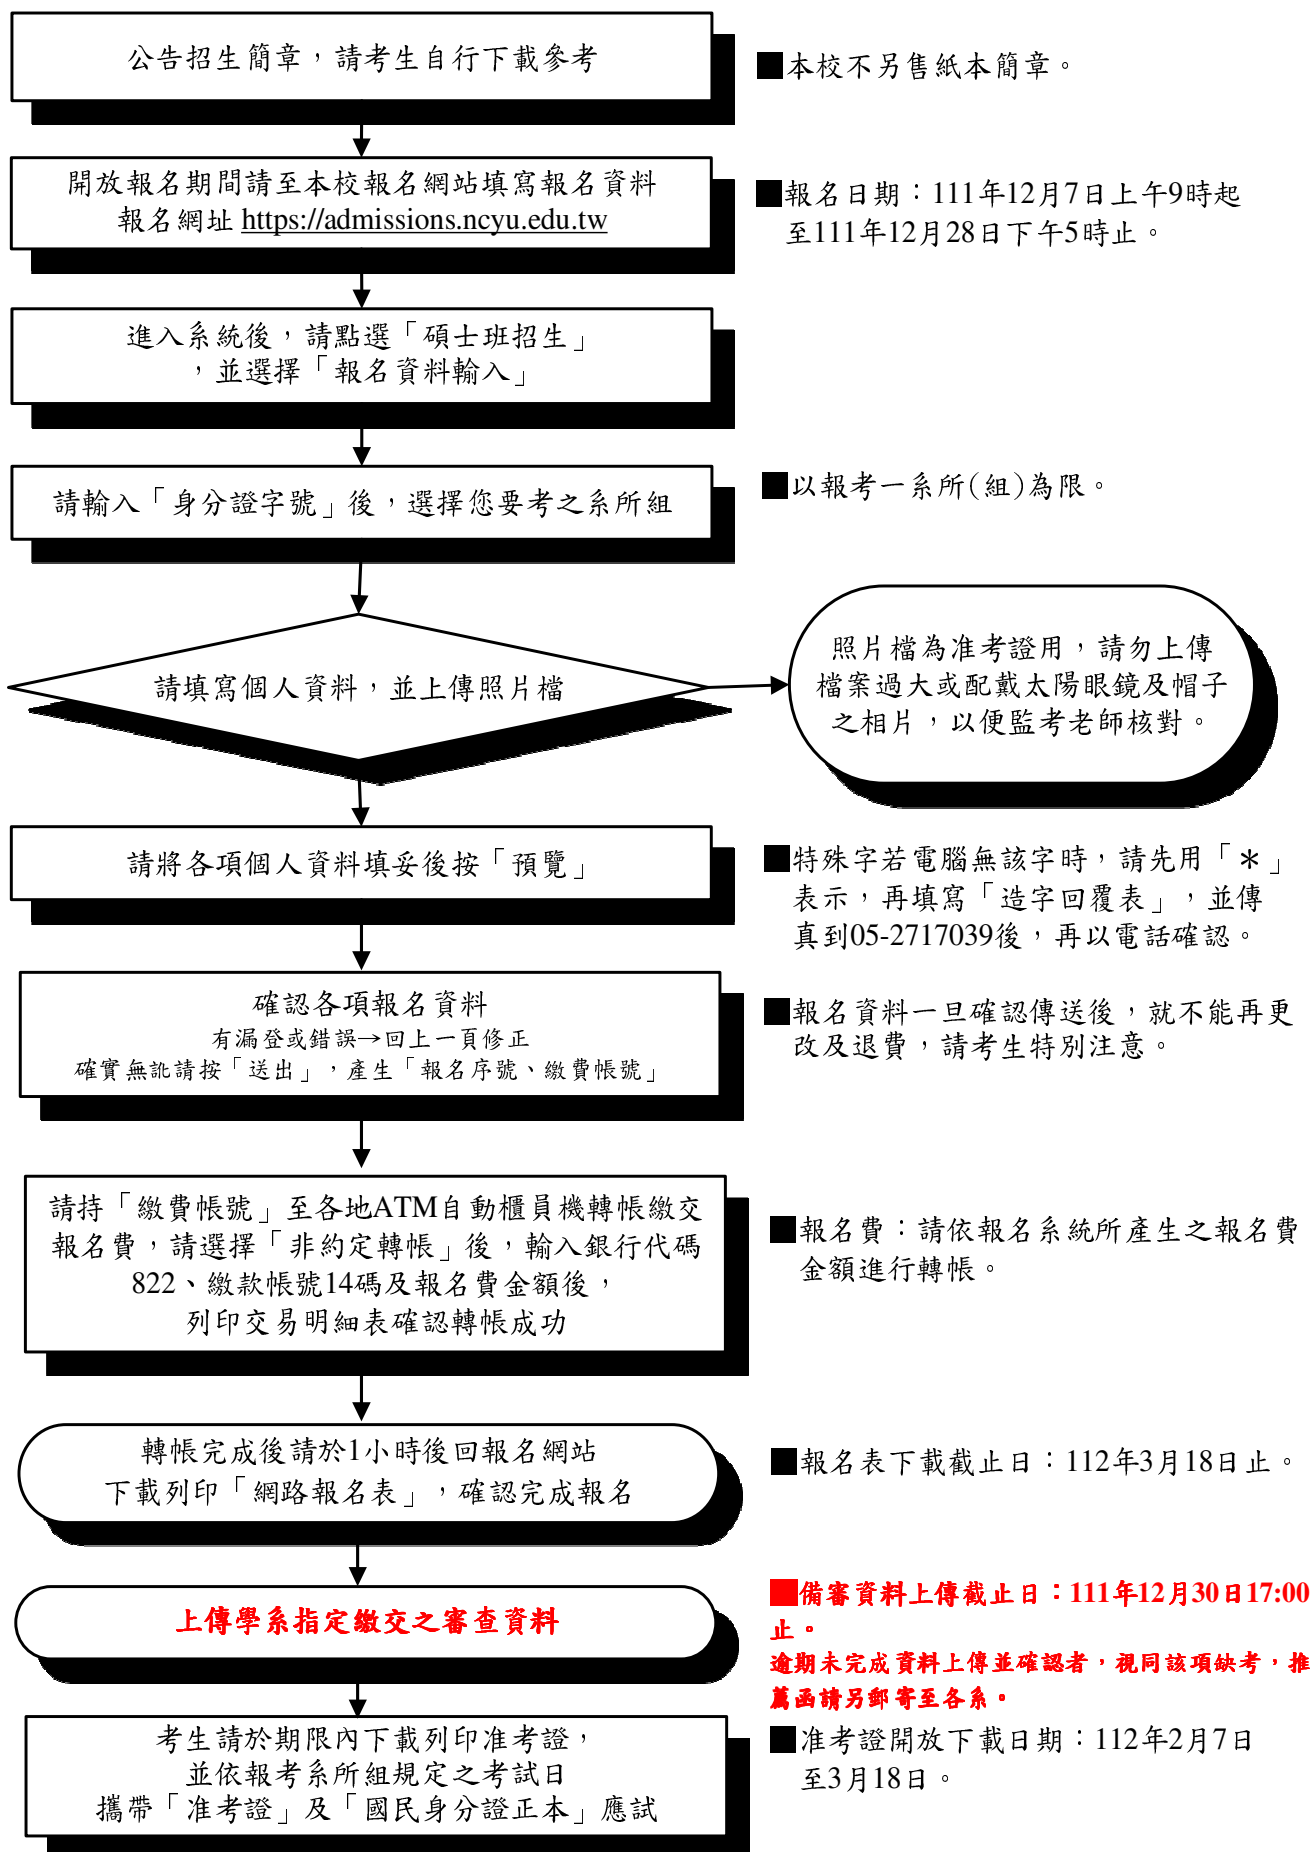 公告招生簡章，請考生自行下載參考
■本校不另售紙本簡章。
開放報名期間請至本校報名網站填寫報名資料
報名網址 https://admissions.ncyu.edu.tw
■報名日期：111年12月7日上午9時起
至111年12月28日下午5時止。
進入系統後，請點選「碩士班招生」
，並選擇「報名資料輸入」
請輸入「身分證字號」後，選擇您要考之系所組
■以報考一系所(組)為限。
請填寫個人資料，並上傳照片檔
照片檔為准考證用，請勿上傳
檔案過大或配戴太陽眼鏡及帽子
之相片，以便監考老師核對。
請將各項個人資料填妥後按「預覽」
■特殊字若電腦無該字時，請先用「＊」
表示，再填寫「造字回覆表」，並傳
真到05-2717039後，再以電話確認。
確認各項報名資料
有漏登或錯誤→回上一頁修正
確實無訛請按「送出」，產生「報名序號、繳費帳號」
■報名資料一旦確認傳送後，就不能再更
改及退費，請考生特別注意。
請持「繳費帳號」至各地ATM自動櫃員機轉帳繳交
報名費，請選擇「非約定轉帳」後，輸入銀行代碼
822、繳款帳號14碼及報名費金額後，
列印交易明細表確認轉帳成功
■報名費：請依報名系統所產生之報名費
金額進行轉帳。
轉帳完成後請於1小時後回報名網站
下載列印「網路報名表」，確認完成報名
■報名表下載截止日：112年3月18日止。
上傳學系指定繳交之審查資料
■備審資料上傳截止日：111年12月30日17:00
止。
逾期未完成資料上傳並確認者，視同該項缺考，推
薦函請另郵寄至各系。
考生請於期限內下載列印准考證，
並依報考系所組規定之考試日
攜帶「准考證」及「國民身分證正本」應試
■准考證開放下載日期：112年2月7日
至3月18日。